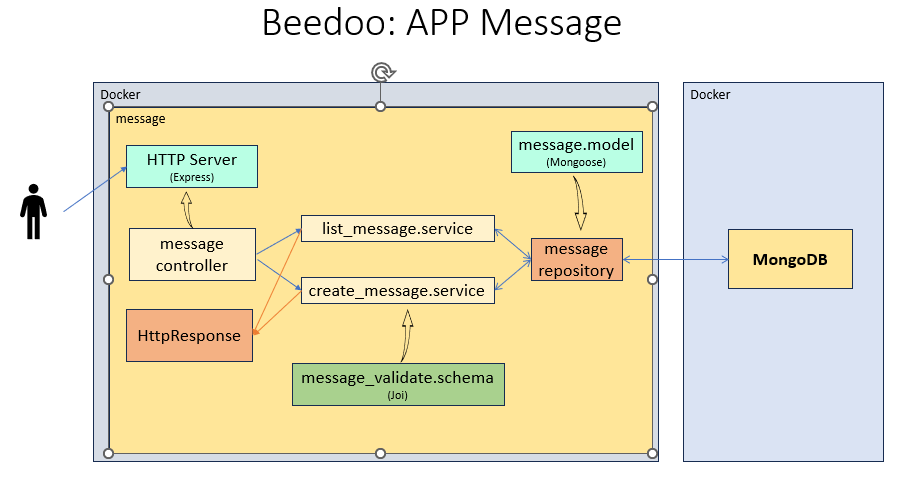 Beedoo: APP Message
Docker
message
HTTP Server
(Express)
message
controller
HttpResponse
list_message.service
create_message.service
message_validate.schema
(Joi)
message.model
(Mongoose)
message
repository
Docker
MongoDB